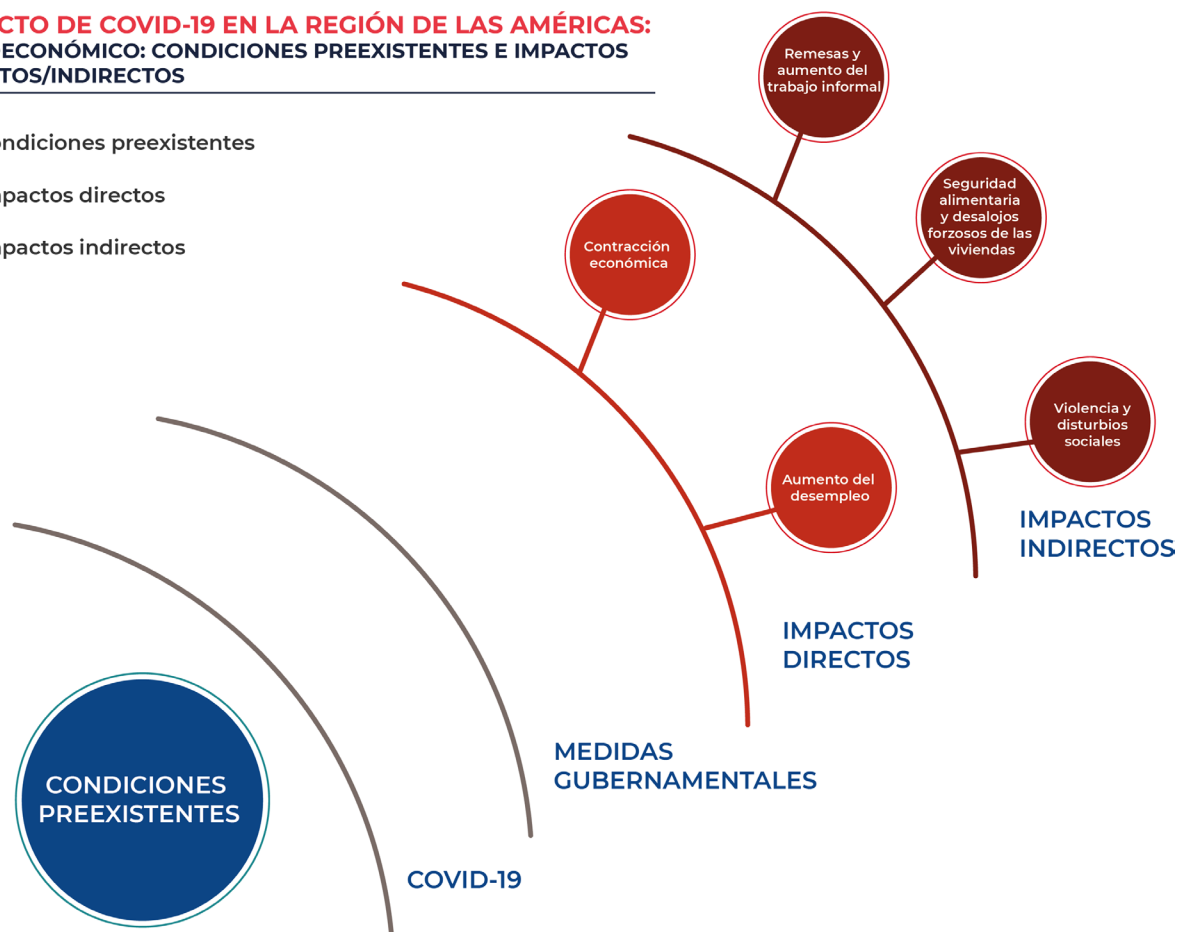 CTO DE COVID-19 EN LA REGIÓN DE LAS AMÉRICAS:
ECONÓMICO: CONDICIONES PREEXISTENTES E IMPACTOS
TOS/INDIRECTOS
ondiciones preexistentes
mpactos directos
mpactos indirectos
Remesas y
aumento del
trabajo informal
Seguridad
alimentaria
y desalojos
forzosos de las
viviendas
Contracción
económica
Violencia y
disturbios
sociales
Aumento del
desempleo
IMPACTOS
INDIRECTOS
IMPACTOS
DIRECTOS
MEDIDAS
GUBERNAMENTALES
CONDICIONES
PREEXISTENTES
COVID-19